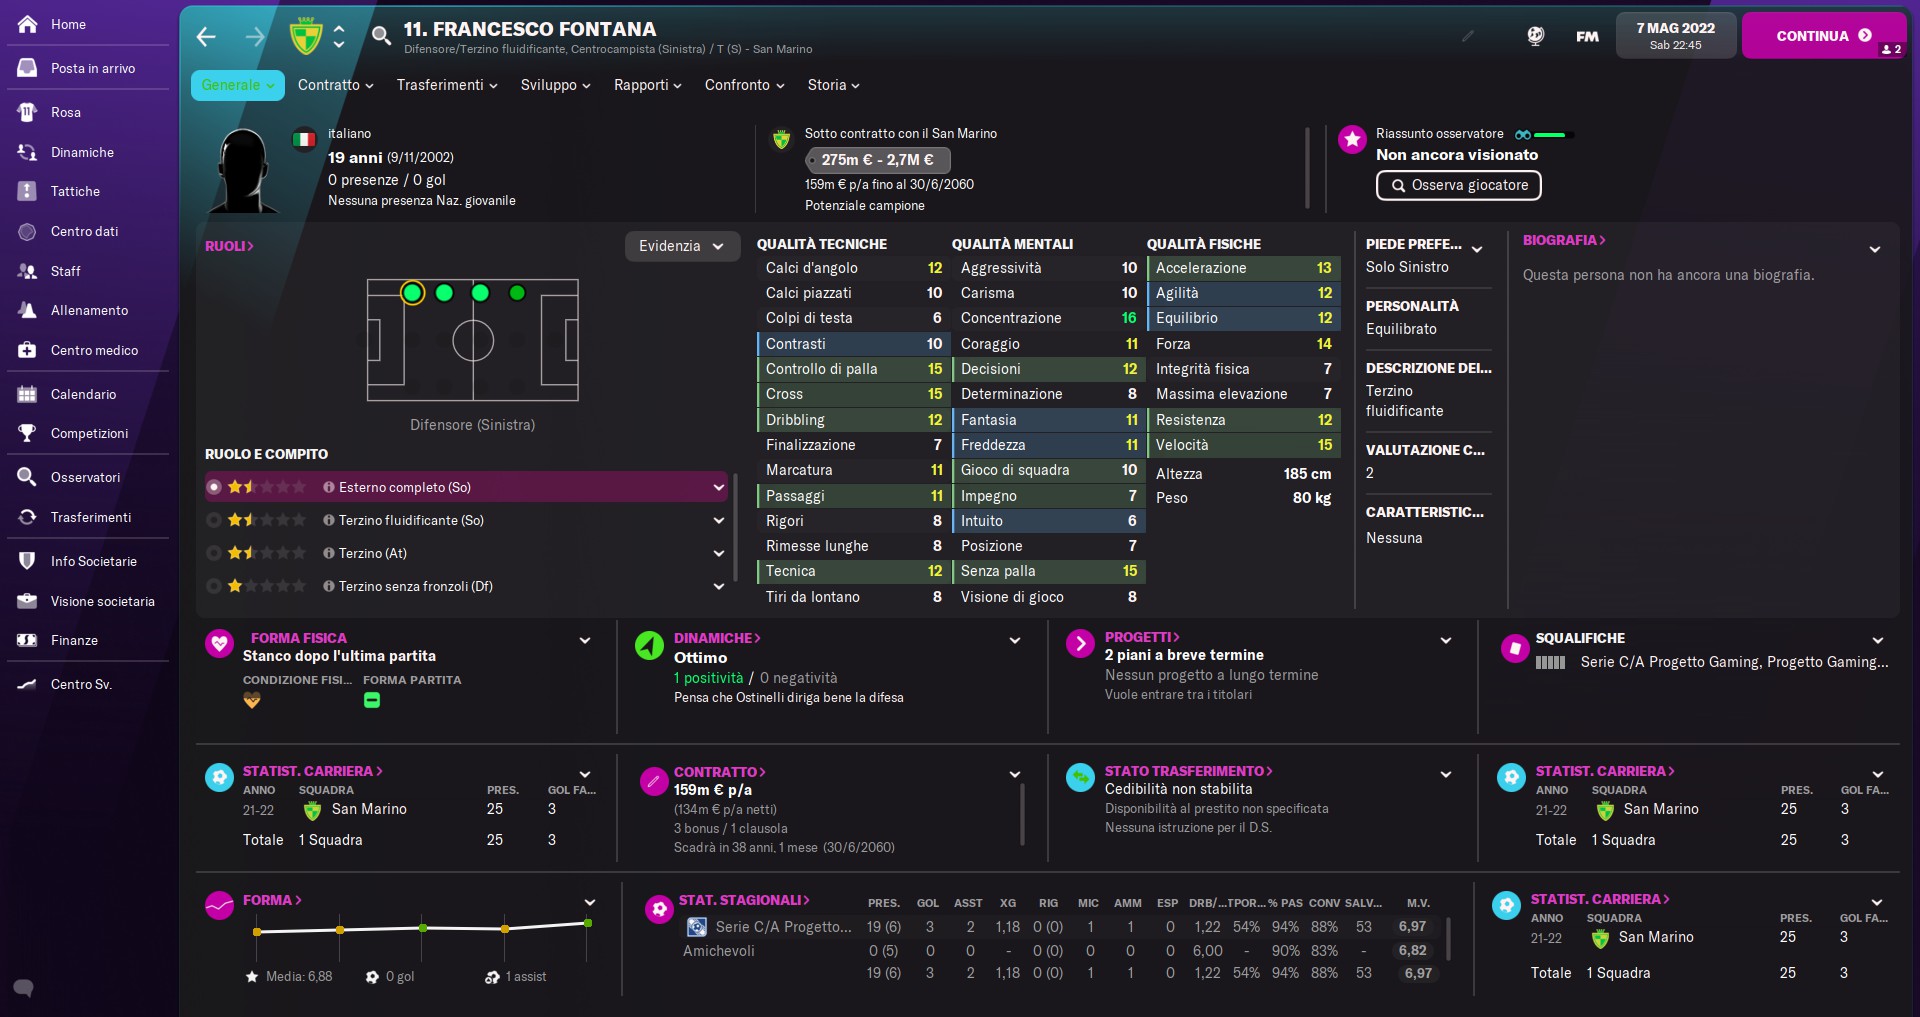 Home
Posta in arrivo
Rosa
Dinamiche
Tattiche
Centro dati
Staff
Allenamento
Centro medico
Calendario
Competizioni
Osservatori
Trasferimenti
Info Societarie
Visione societaria
Finanze
Centro Sv.
11. FRANCESCO FONTANA
Difensore/Terzino fluidificante, Centrocampista (Sinistra) / T (S) - San Marino
FM
7 MAG 2022
Sab 22:45
CONTINUA
2
Generale
Contratto
Trasferimenti
Sviluppo
Rapporti
Confronto
Storia
italiano
19 anni (9/11/2002)
0 presenze / 0 gol
Nessuna presenza Naz. giovanile
Sotto contratto con il San Marino
275m € - 2,7M €
159m € p/a fino al 30/6/2060
Potenziale campione
Riassunto osservatore
Non ancora visionato
Osserva giocatore
RUOLI
Evidenzia
Difensore (Sinistra)
RUOLO E COMPITO
Esterno completo (So)
Terzino fluidificante (So)
Terzino (At)
Terzino senza fronzoli (Df)
QUALITÀ TECNICHE
Calci d'angolo 12
Calci piazzati 10
Colpi di testa 6
Contrasti 10
Controllo di palla 15
Cross 15
Dribbling 12
Finalizzazione 7
Marcatura 11
Passaggi 11
Rigori 8
Rimesse lunghe 8
Tecnica 12
Tiri da lontano 8
QUALITÀ MENTALI
Aggressività 10
Carisma 10
Concentrazione 16
Coraggio 11
Decisioni 12
Determinazione 8
Fantasia 11
Freddezza 11
Gioco di squadra 10
Impegno 7
Intuito 6
Posizione 7
Senza palla 15
Visione di gioco 8
QUALITÀ FISICHE
Accelerazione 13
Agilità 12
Equilibrio 12
Forza 14
Integrità fisica 7
Massima elevazione 7
Resistenza 12
Velocità 15
Altezza 185 cm
Peso 80 kg
PIEDE PREFE...
Solo Sinistro
PERSONALITÀ
Equilibrato
DESCRIZIONE DEI...
Terzino
fluidificante
VALUTAZIONE C...
2
CARATTERISTIC...
Nessuna
BIOGRAFIA
Questa persona non ha ancora una biografia.
FORMA FISICA
Stanco dopo l'ultima partita
CONDIZIONE FISI... FORMA PARTITA
DINAMICHE
Ottimo
1 positività / 0 negatività
Pensa che Ostinelli diriga bene la difesa
PROGETTI
2 piani a breve termine
Nessun progetto a lungo termine
Vuole entrare tra i titolari
SQUALIFICHE
Serie C/A Progetto Gaming, Progetto Gaming...
STATIST. CARRIERA
ANNO SQUADRA PRES. GOL FA...
21-22 San Marino 25 3
Totale 1 Squadra 25 3
CONTRATTO
159m € p/a
(134m € p/a netti)
3 bonus / 1 clausola
Scadrà in 38 anni, 1 mese (30/6/2060)
STATO TRASFERIMENTO
Cedibilità non stabilita
Disponibilità al prestito non specificata
Nessuna istruzione per il D.S.
STATIST. CARRIERA
ANNO SQUADRA PRES. GOL FA...
21-22 San Marino 25 3
Totale 1 Squadra 25 3
FORMA
Media: 6,88 0 gol 1 assist
STAT. STAGIONALI PRES. GOL ASST XG RIG MIC AMM ESP DRB/... TPOR... % PAS CONV SALV... M.V.
Serie C/A Progetto... 19 (6) 3 2 1,18 0 (0) 1 1 0 1,22 54% 94% 88% 53 6,97
Amichevoli 0 (5) 0 0 - 0 (0) 0 0 0 6,00 - 90% 83% - 6,82
19 (6) 3 2 1,18 0 (0) 1 1 0 1,22 54% 94% 88% 53 6,97
STATIST. CARRIERA
ANNO SQUADRA PRES. GOL FA...
21-22 San Marino 25 3
Totale 1 Squadra 25 3